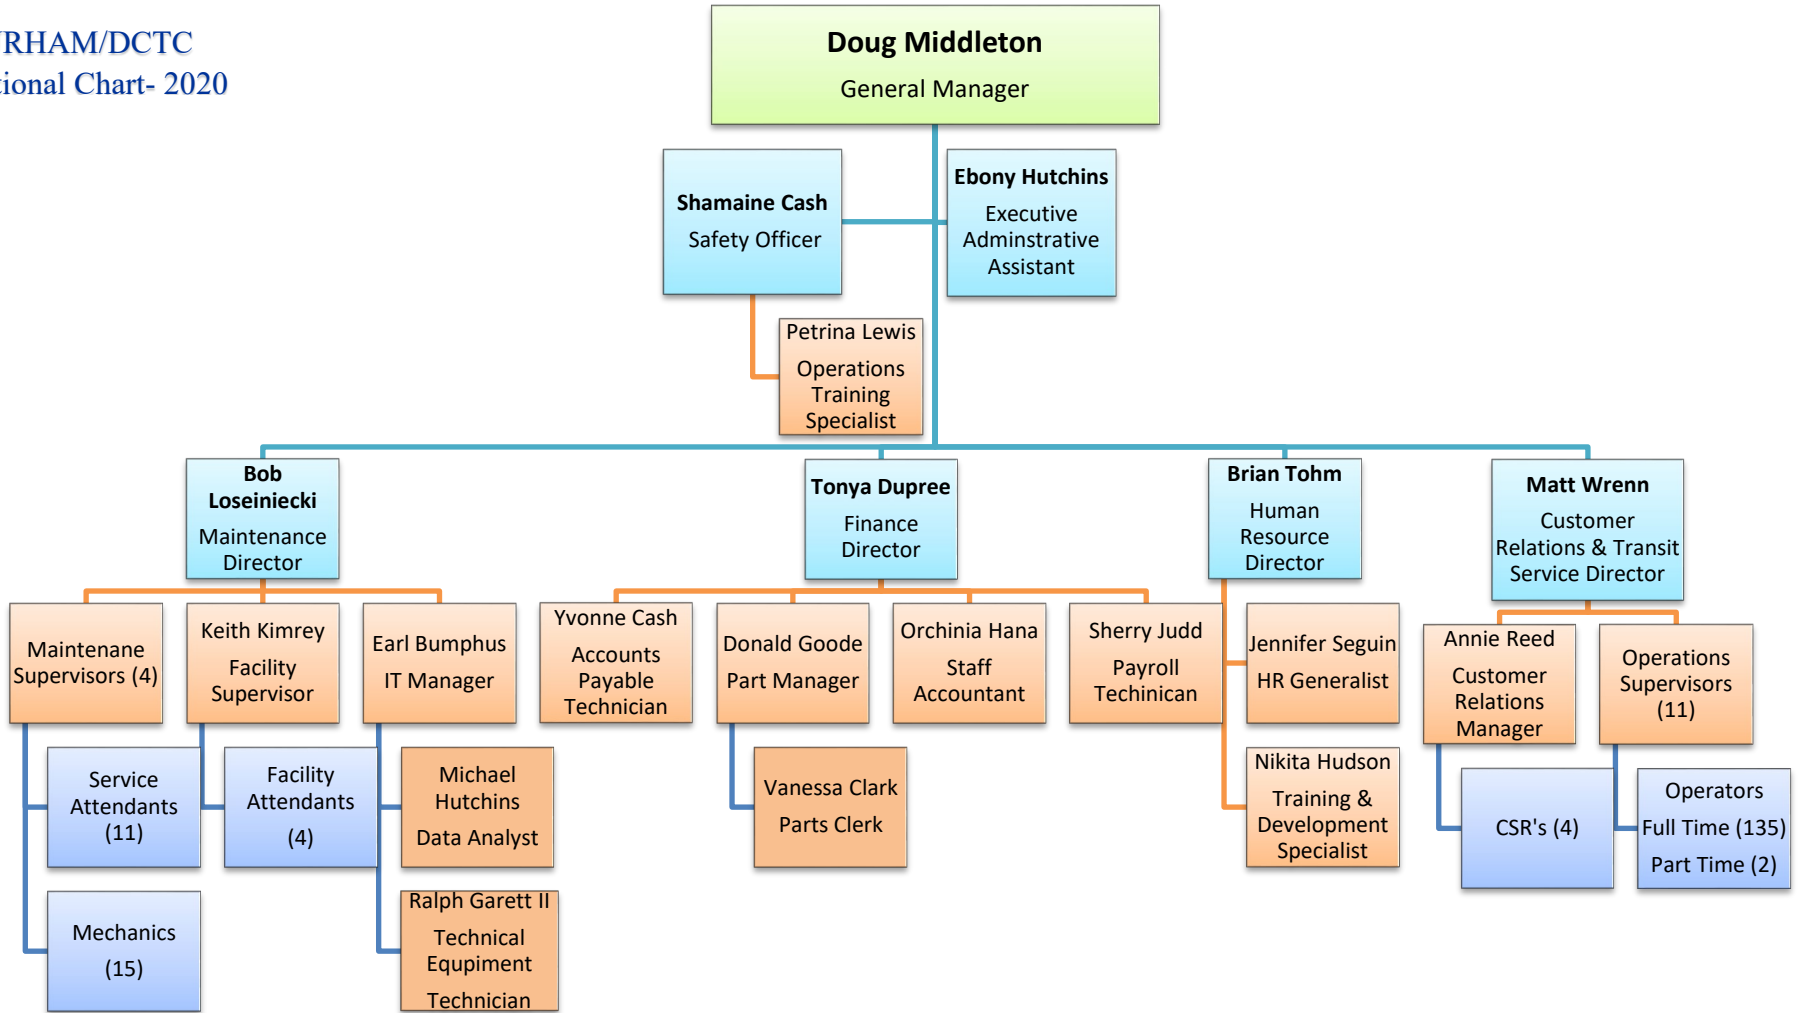 RHAM/DCTC
tional Chart- 2020
Doug Middleton
General Manager
Shamaine Cash
Safety Officer
Ebony Hutchins
Executive
Adminstrative
Assistant
Petrina Lewis
Operations
Training
Specialist
Bob
Loseiniecki
Maintenance
Director
Tonya Dupree
Finance
Director
Brian Tohm
Human
Resource
Director
Matt Wrenn
Customer
Relations & Transit
Service Director
Maintenane
Supervisors (4)
Keith Kimrey
Facility
Supervisor
Earl Bumphus
IT Manager
Yvonne Cash
Accounts
Payable
Technician
Donald Goode
Part Manager
Orchinia Hana
Staff
Accountant
Sherry Judd
Payroll
Techinican
Jennifer Seguin
HR Generalist
Annie Reed
Customer
Relations
Manager
Operations
Supervisors
(11)
Service
Attendants
(11)
Facility
Attendants
(4)
Michael
Hutchins
Data Analyst
Vanessa Clark
Parts Clerk
Nikita Hudson
Training &
Development
Specialist
CSR's (4)
Operators
Full Time (135)
Part Time (2)
Mechanics
(15)
Ralph Garett II
Technical
Equpiment
Technician